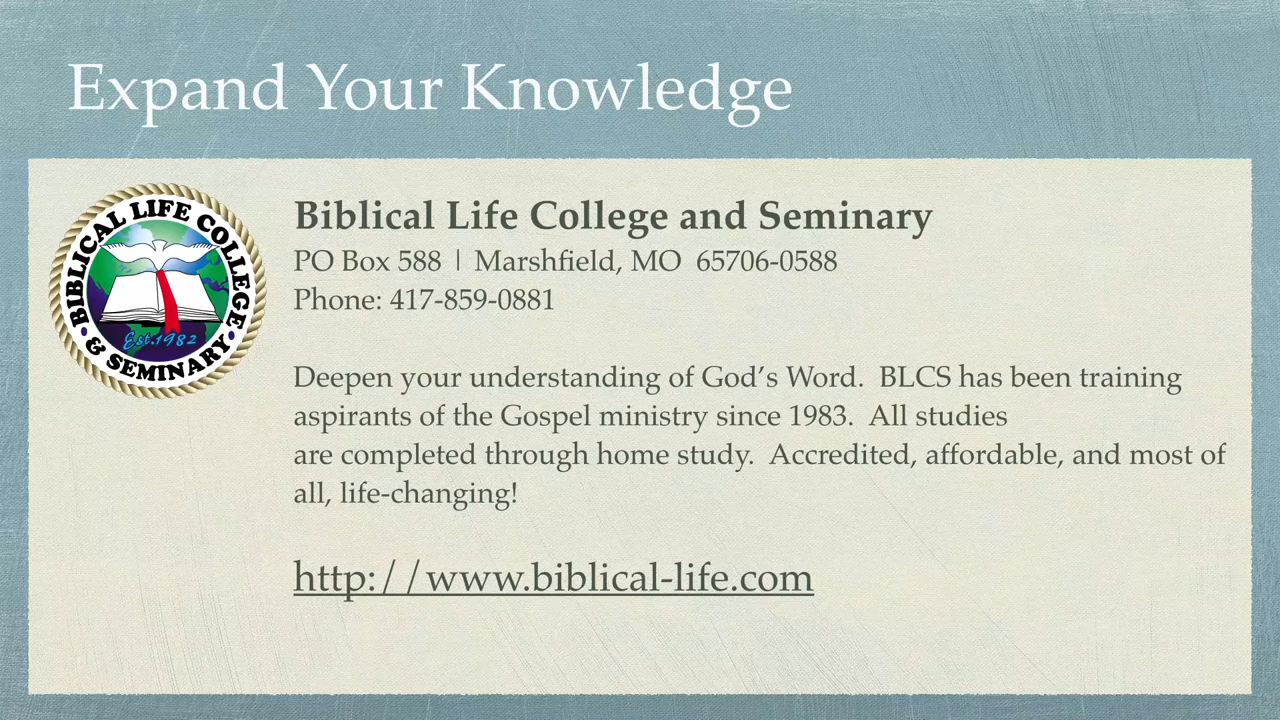 Expand Your Knowledge
BIBLICAL LIFE COLLEGE
& SEMINARY
Est.1982
Biblical Life College and Seminary
PO Box 588 | Marshfield, MO  65706-0588
Phone: 417-859-0881
Deepen your understanding of God’s Word.  BLCS has been training
aspirants of the Gospel ministry since 1983.  All studies
are completed through home study.  Accredited, affordable, and most of
all, life-changing!
http://www.biblical-life.com